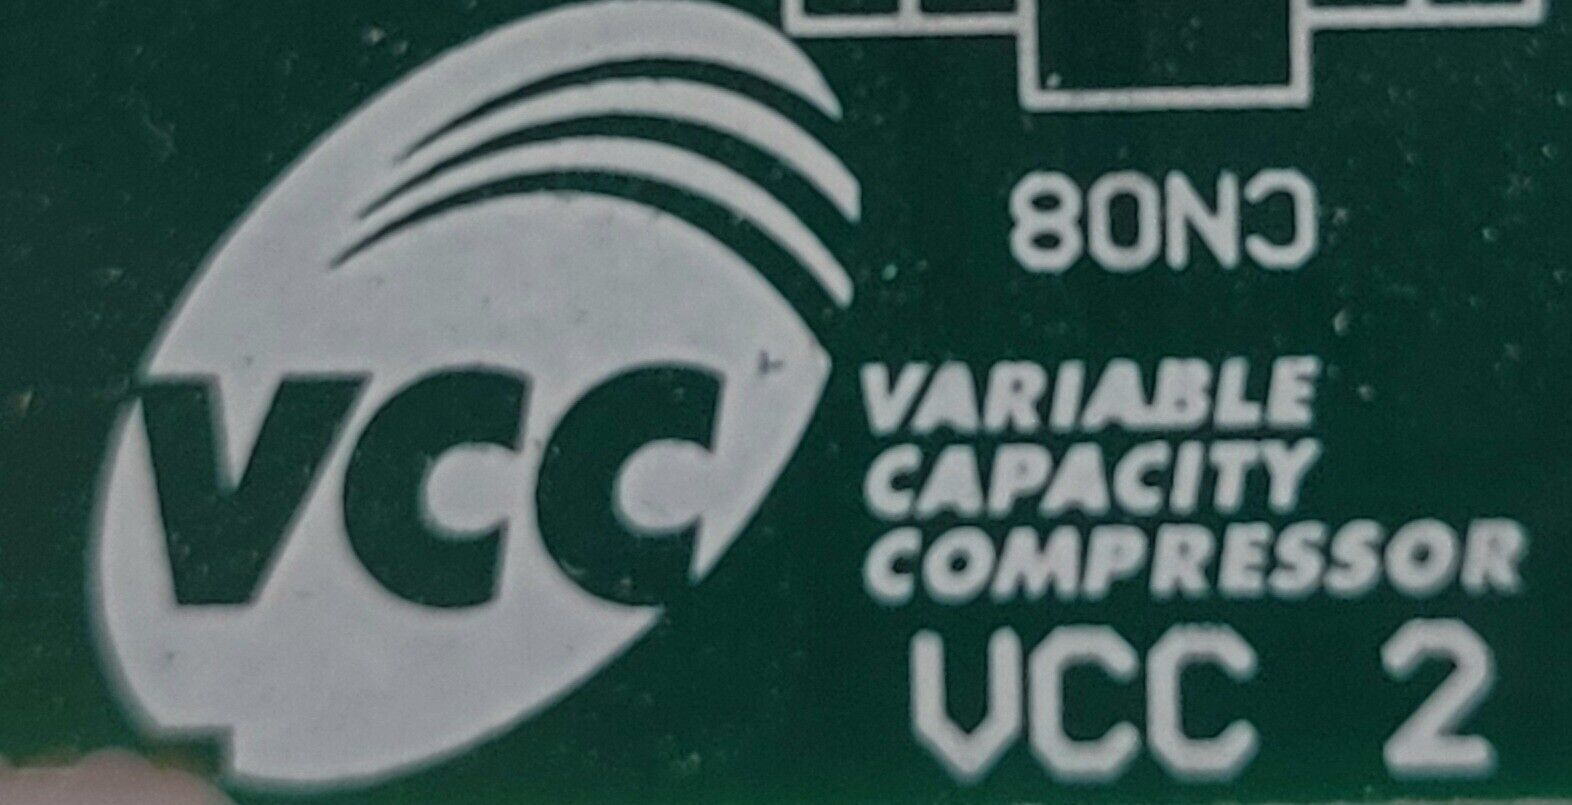 CN08
VCC
VARIABLE
CAPACITY
COMPRESSOR
VCC 2